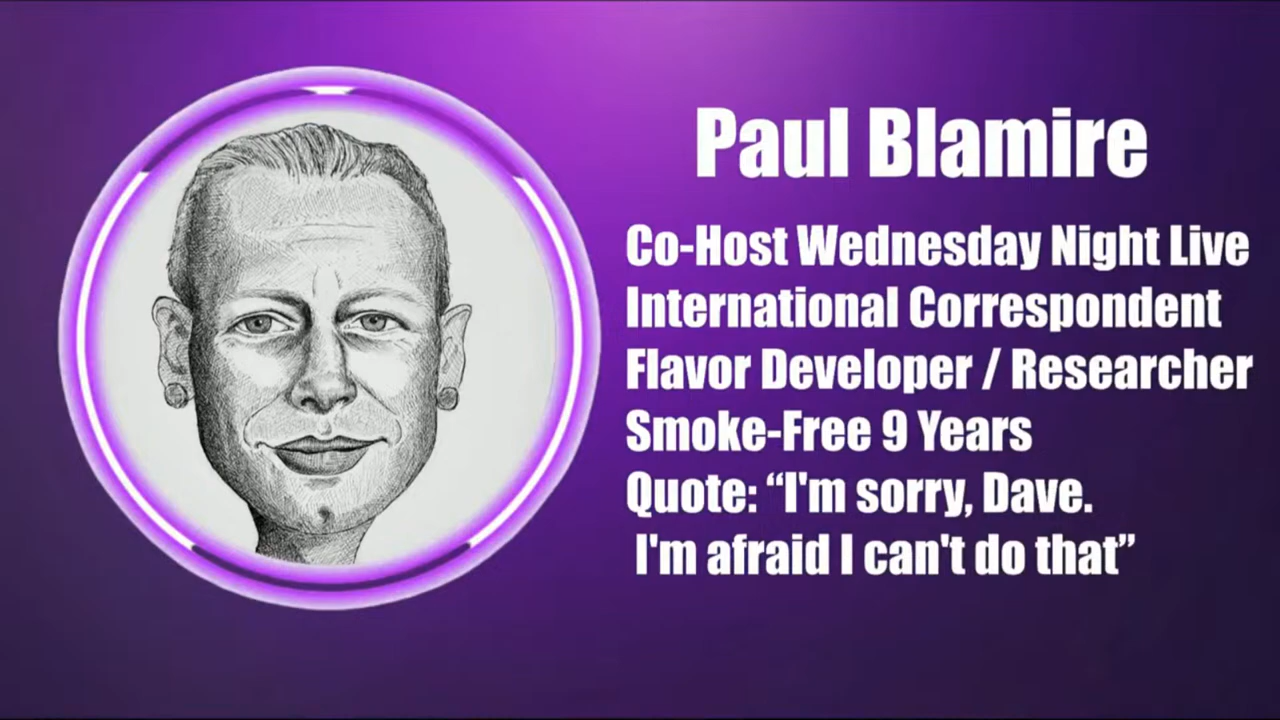 Paul Blamire
Co-Host Wednesday Night Live
International Correspondent
Flavor Developer / Researcher
Smoke-Free 9 Years
Quote: “I'm sorry, Dave.
I'm afraid I can't do that”